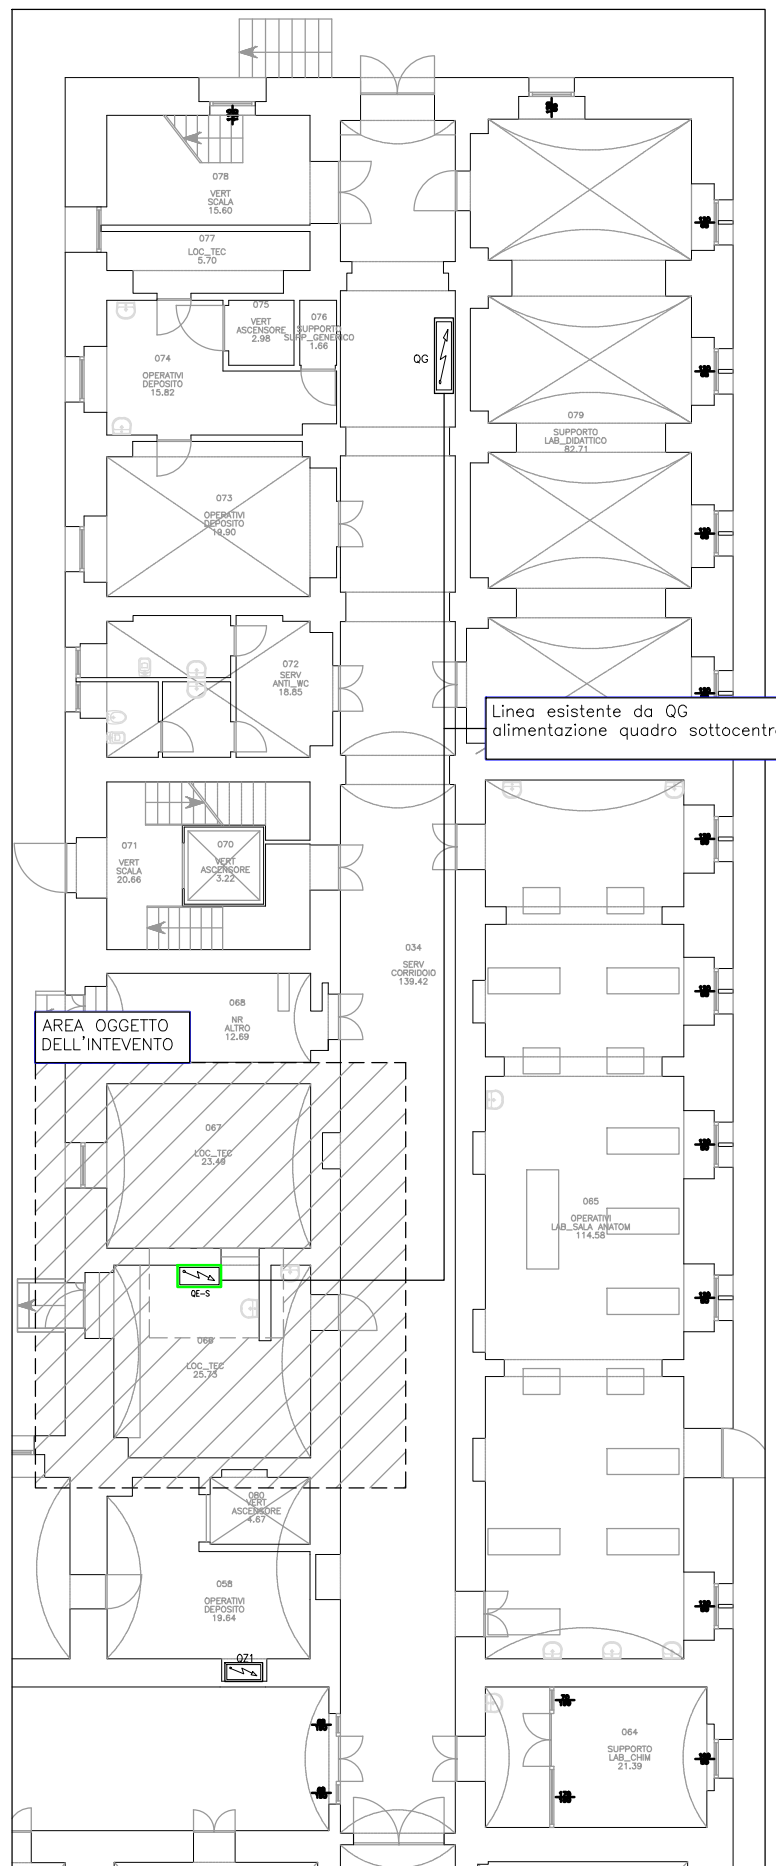 078
VERT
SCALA
15.60
077
LOC_TEC
5.70
075
VERT
ASCENSORE
2.98
076
SUPPORTO
SUPP_GENERICO
1.66
074
OPERATIVI
DEPOSITO
15.82
QG
079
SUPPORTO
LAB_DIDATTICO
82.71
073
OPERATIVI
DEPOSITO
19.90
072
SERV
ANTI_WC
18.85
Linea esistente da QG
alimentazione quadro sottocentr
071
VERT
SCALA
20.66
070
VERT
ASCENSORE
3.22
034
SERV
CORRIDOIO
139.42
068
NR
ALTRO
12.69
AREA OGGETTO
DELL'INTEVENTO
067
LOC_TEC
23.49
065
OPERATIVI
LAB_SALA ANATOM
114.58
QE-S
066
LOC_TEC
25.73
080
VERT
ASCENSORE
4.67
058
OPERATIVI
DEPOSITO
19.64
QZ1
064
SUPPORTO
LAB_CHIM
21.39